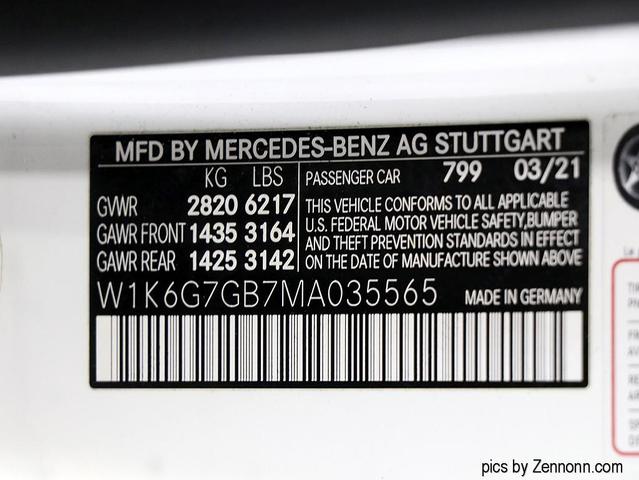 MFD BY MERCEDES-BENZ AG STUTTGART
KG LBS
GVWR 2820 6217
GAWR FRONT 1435 3164
GAWR REAR 1425 3142
PASSENGER CAR 799 03/21
THIS VEHICLE CONFORMS TO ALL APPLICABLE
U.S. FEDERAL MOTOR VEHICLE SAFETY, BUMPER
AND THEFT PREVENTION STANDARDS IN EFFECT
ON THE DATE OF MANUFACTURE SHOWN ABOVE
W1K6G7GB7MA035565 MADE IN GERMANY
pics by Zennonn.com